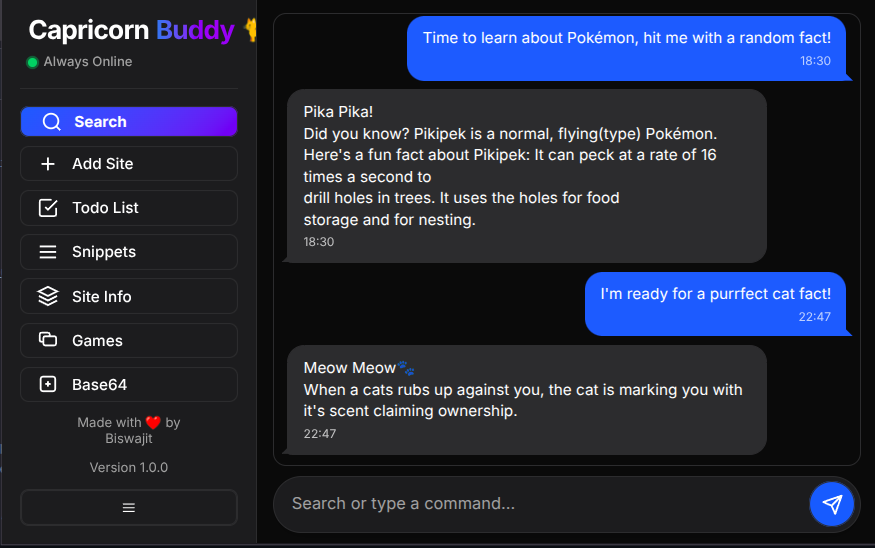 Capricorn Buddy
Always Online
Search
Add Site
Todo List
Snippets
Site Info
Games
Base64
Made with ❤️ by
Biswajit
Version 1.0.0
Time to learn about Pokémon, hit me with a random fact!
18:30
Pika Pika!
Did you know? Pikipek is a normal, flying(type) Pokémon.
Here's a fun fact about Pikipek: It can peck at a rate of 16
times a second to
drill holes in trees. It uses the holes for food
storage and for nesting.
18:30
I'm ready for a purrfect cat fact!
22:47
Meow Meow🐾
When a cats rubs up against you, the cat is marking you with
it's scent claiming ownership.
22:47
Search or type a command...